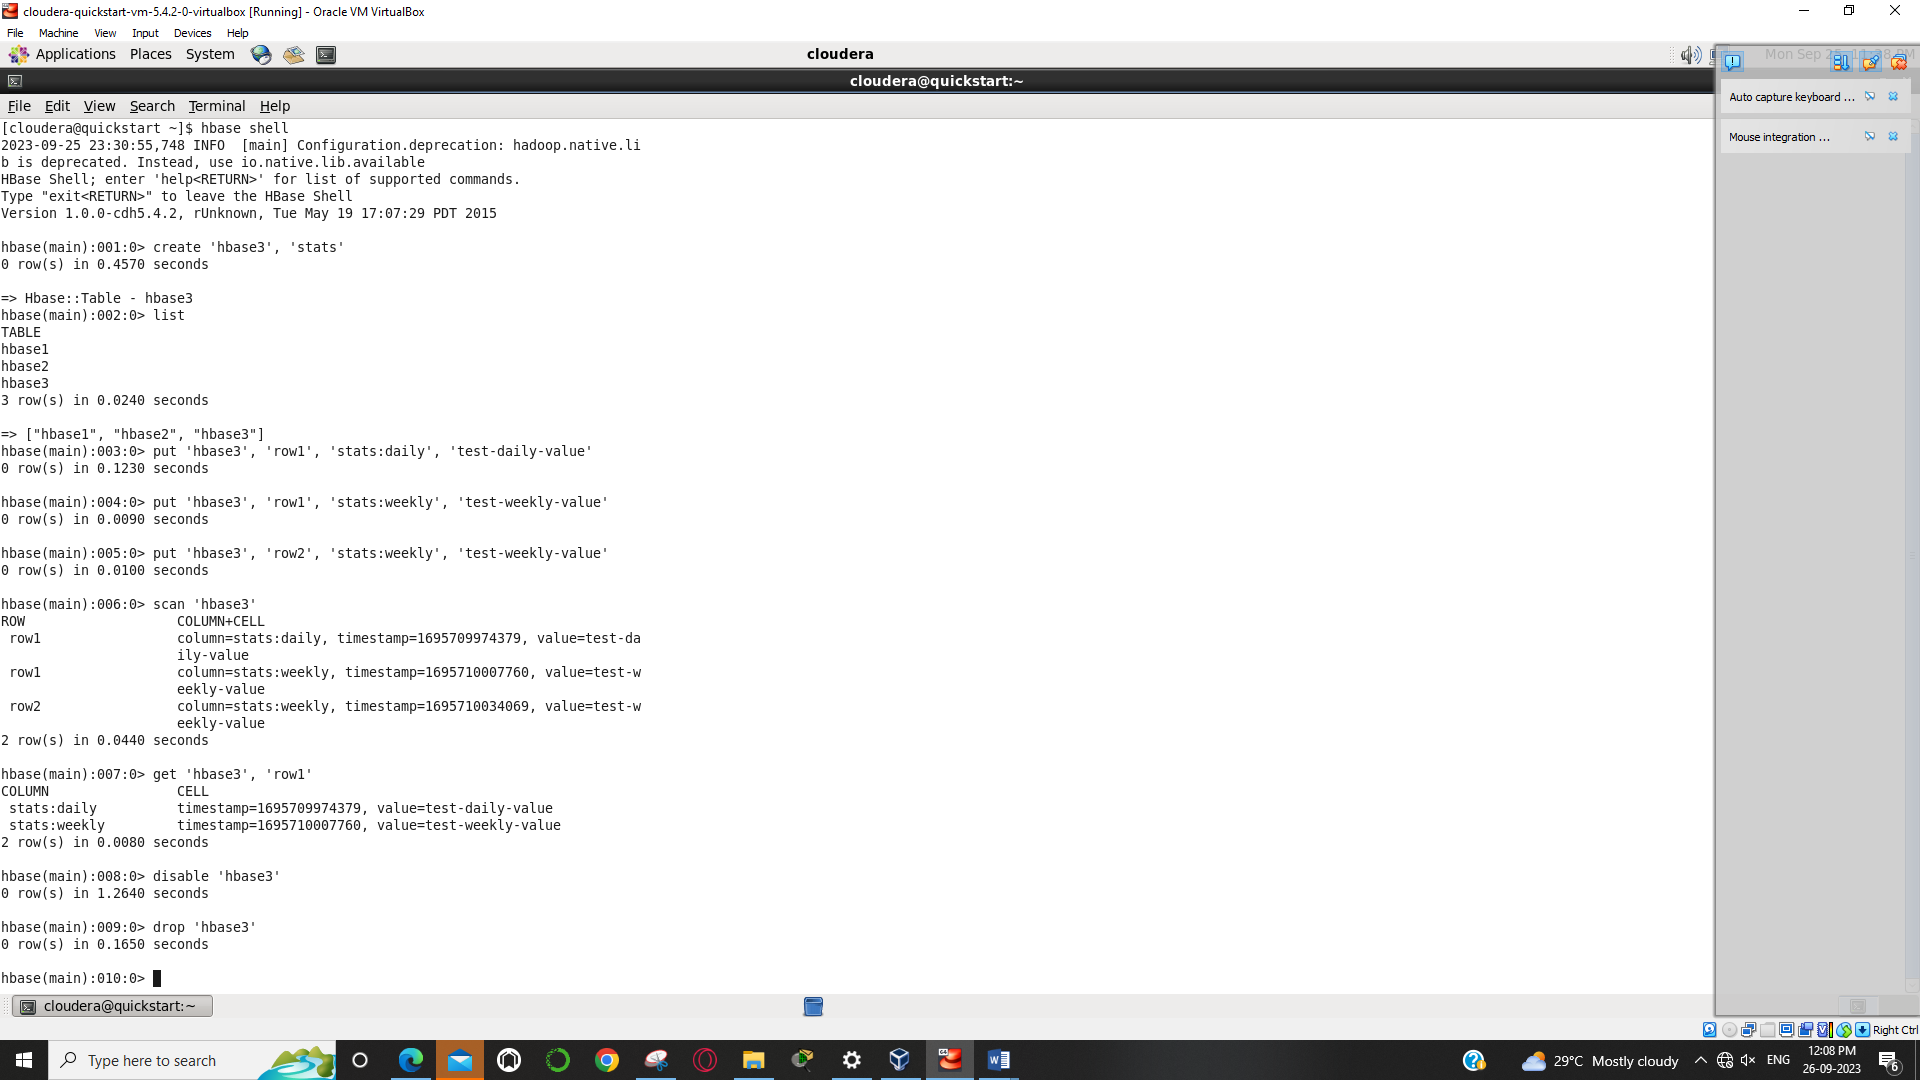 cloudera-quickstart-vm-5.4.2-0-virtualbox [Running] - Oracle VM VirtualBox
File Machine View Input Devices Help
Applications Places System cloudera
cloudera@quickstart:~
File Edit View Search Terminal Help
Auto capture keyboard ...
Mouse integration ...
[cloudera@quickstart ~]$ hbase shell
2023-09-25 23:30:55,748 INFO  [main] Configuration.deprecation: hadoop.native.li
b is deprecated. Instead, use io.native.lib.available
HBase Shell; enter 'help<RETURN>' for list of supported commands.
Type "exit<RETURN>" to leave the HBase Shell
Version 1.0.0-cdh5.4.2, rUnknown, Tue May 19 17:07:29 PDT 2015
hbase(main):001:0> create 'hbase3', 'stats'
0 row(s) in 0.4570 seconds
=> Hbase::Table - hbase3
hbase(main):002:0> list
TABLE
hbase1
hbase2
hbase3
3 row(s) in 0.0240 seconds
=> ["hbase1", "hbase2", "hbase3"]
hbase(main):003:0> put 'hbase3', 'row1', 'stats:daily', 'test-daily-value'
0 row(s) in 0.1230 seconds
hbase(main):004:0> put 'hbase3', 'row1', 'stats:weekly', 'test-weekly-value'
0 row(s) in 0.0090 seconds
hbase(main):005:0> put 'hbase3', 'row2', 'stats:weekly', 'test-weekly-value'
0 row(s) in 0.0100 seconds
hbase(main):006:0> scan 'hbase3'
ROW COLUMN+CELL
row1 column=stats:daily, timestamp=1695709974379, value=test-da
ily-value
row1 column=stats:weekly, timestamp=1695710007760, value=test-w
eekly-value
row2 column=stats:weekly, timestamp=1695710034069, value=test-w
eekly-value
2 row(s) in 0.0440 seconds
hbase(main):007:0> get 'hbase3', 'row1'
COLUMN CELL
stats:daily timestamp=1695709974379, value=test-daily-value
stats:weekly timestamp=1695710007760, value=test-weekly-value
2 row(s) in 0.0080 seconds
hbase(main):008:0> disable 'hbase3'
0 row(s) in 1.2640 seconds
hbase(main):009:0> drop 'hbase3'
0 row(s) in 0.1650 seconds
hbase(main):010:0>
cloudera@quickstart:~
Right Ctrl
Type here to search
29°C Mostly cloudy
ENG
12:08 PM
26-09-2023
6